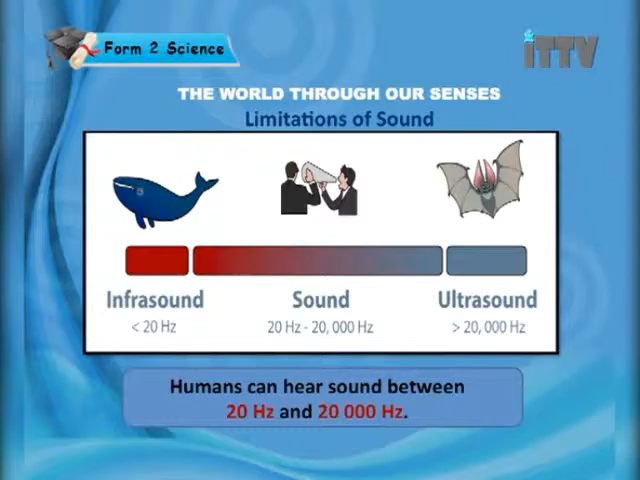 Form 2 Science
iTTV
THE WORLD THROUGH OUR SENSES
Limitations of Sound
Infrasound Sound Ultrasound
< 20 Hz 20 Hz - 20, 000 Hz > 20, 000 Hz
Humans can hear sound between
20 Hz and 20 000 Hz.